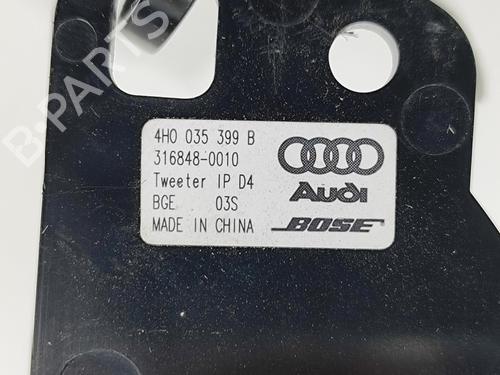 B-PARTS
4H0 035 399 B
316848-0010
Tweeter IP D4
BGE 03S
MADE IN CHINA
Audi
BOSE